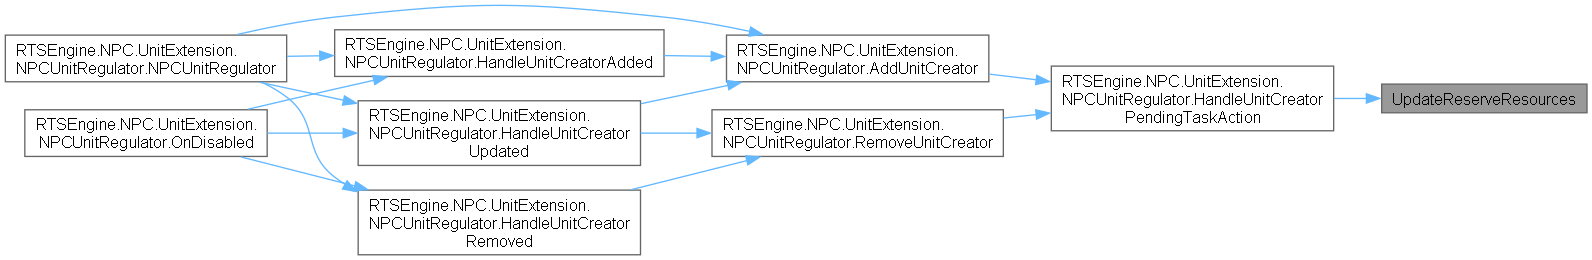 RTSEngine.NPC.UnitExtension.
NPCUnitRegulator.NPCUnitRegulator
RTSEngine.NPC.UnitExtension.
NPCUnitRegulator.OnDisabled
RTSEngine.NPC.UnitExtension.
NPCUnitRegulator.HandleUnitCreatorAdded
RTSEngine.NPC.UnitExtension.
NPCUnitRegulator.HandleUnitCreator
Updated
RTSEngine.NPC.UnitExtension.
NPCUnitRegulator.HandleUnitCreator
Removed
RTSEngine.NPC.UnitExtension.
NPCUnitRegulator.AddUnitCreator
RTSEngine.NPC.UnitExtension.
NPCUnitRegulator.RemoveUnitCreator
RTSEngine.NPC.UnitExtension.
NPCUnitRegulator.HandleUnitCreator
PendingTaskAction
UpdateReserveResources